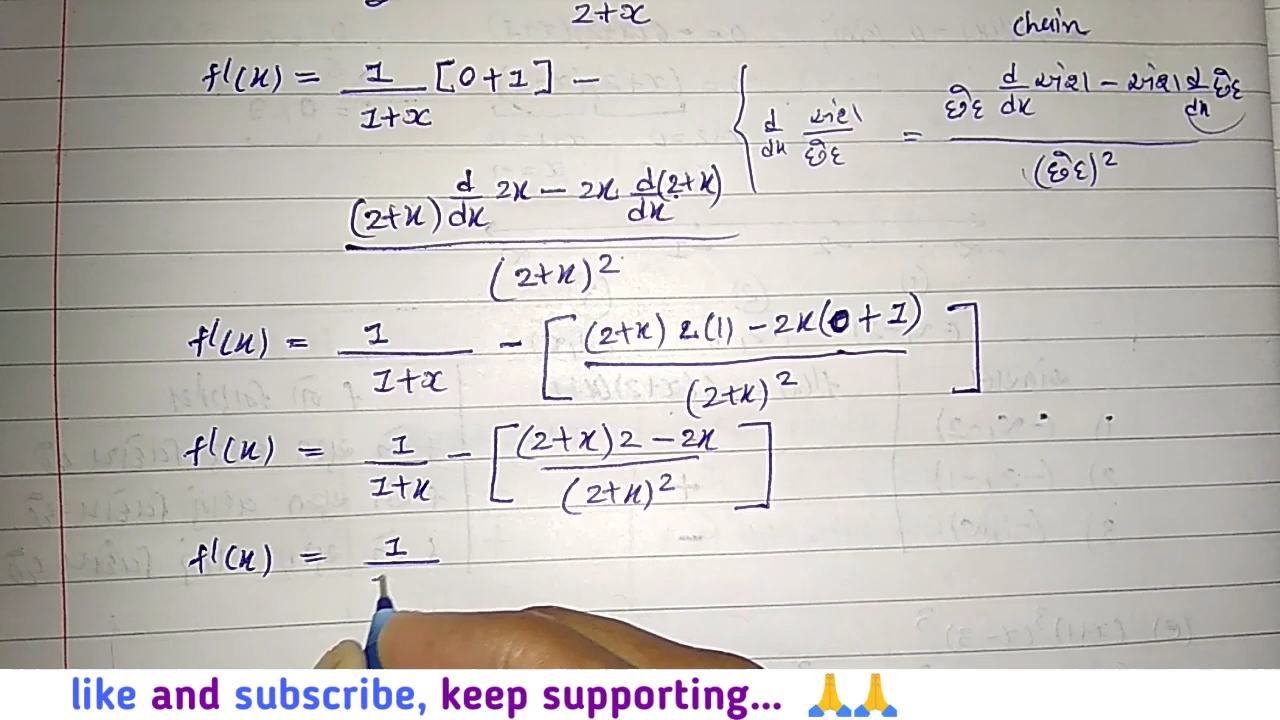 2+x
chain
f'(x) = 1/1+x [0+1] −
d/dx અંશ/છેદ = છેદ d/dx અંશ − અંશ d/dx છેદ / (છેદ)²
(2+x) d/dx 2x − 2x d/dx (2+x) / (2+x)²
f'(x) = 1/1+x − [(2+x) 2(1) − 2x(0+1) / (2+x)²]
f'(x) = 1/1+x − [(2+x)2 − 2x / (2+x)²]
f'(x) = 1
like and subscribe, keep supporting... 🙏🙏